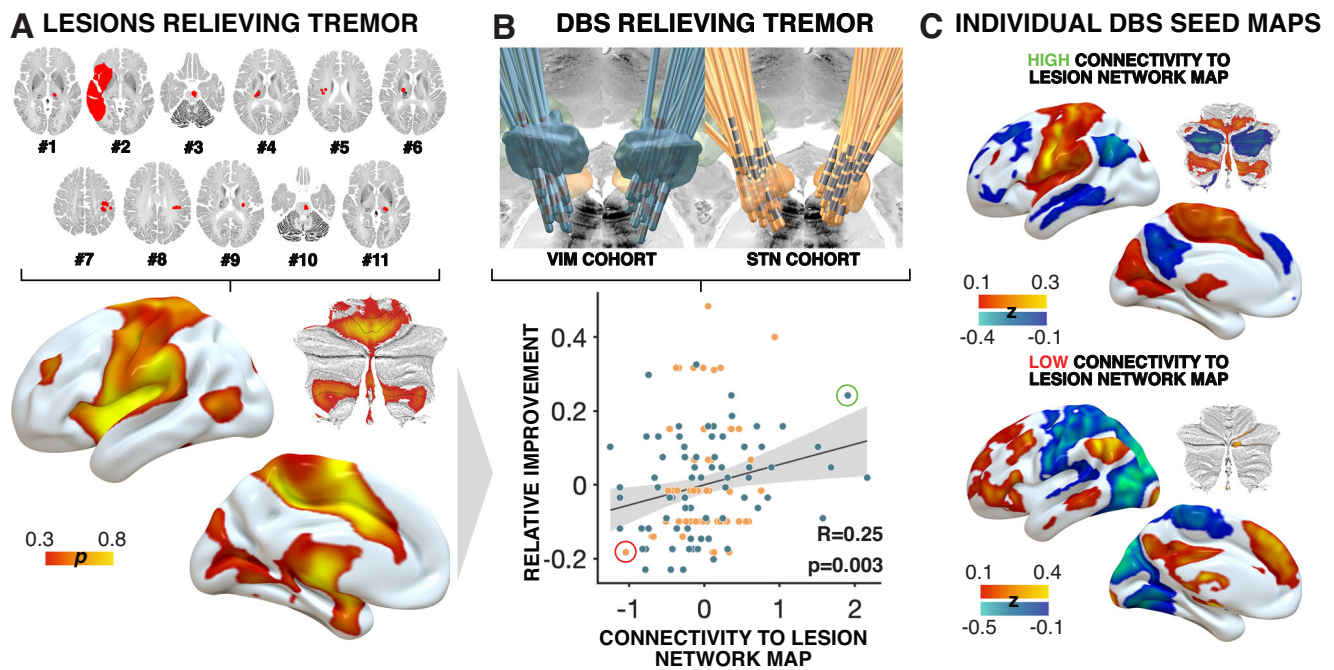 A LESIONS RELIEVING TREMOR
#1 #2 #3 #4 #5 #6
#7 #8 #9 #10 #11
0.3 0.8
p
B DBS RELIEVING TREMOR
VIM COHORT STN COHORT
RELATIVE IMPROVEMENT
0.4
0.2
0
-0.2
R=0.25
p=0.003
-1 0 1 2
CONNECTIVITY TO LESION
NETWORK MAP
C INDIVIDUAL DBS SEED MAPS
HIGH CONNECTIVITY TO
LESION NETWORK MAP
0.1 0.3
z
-0.4 -0.1
LOW CONNECTIVITY TO
LESION NETWORK MAP
0.1 0.4
z
-0.5 -0.1